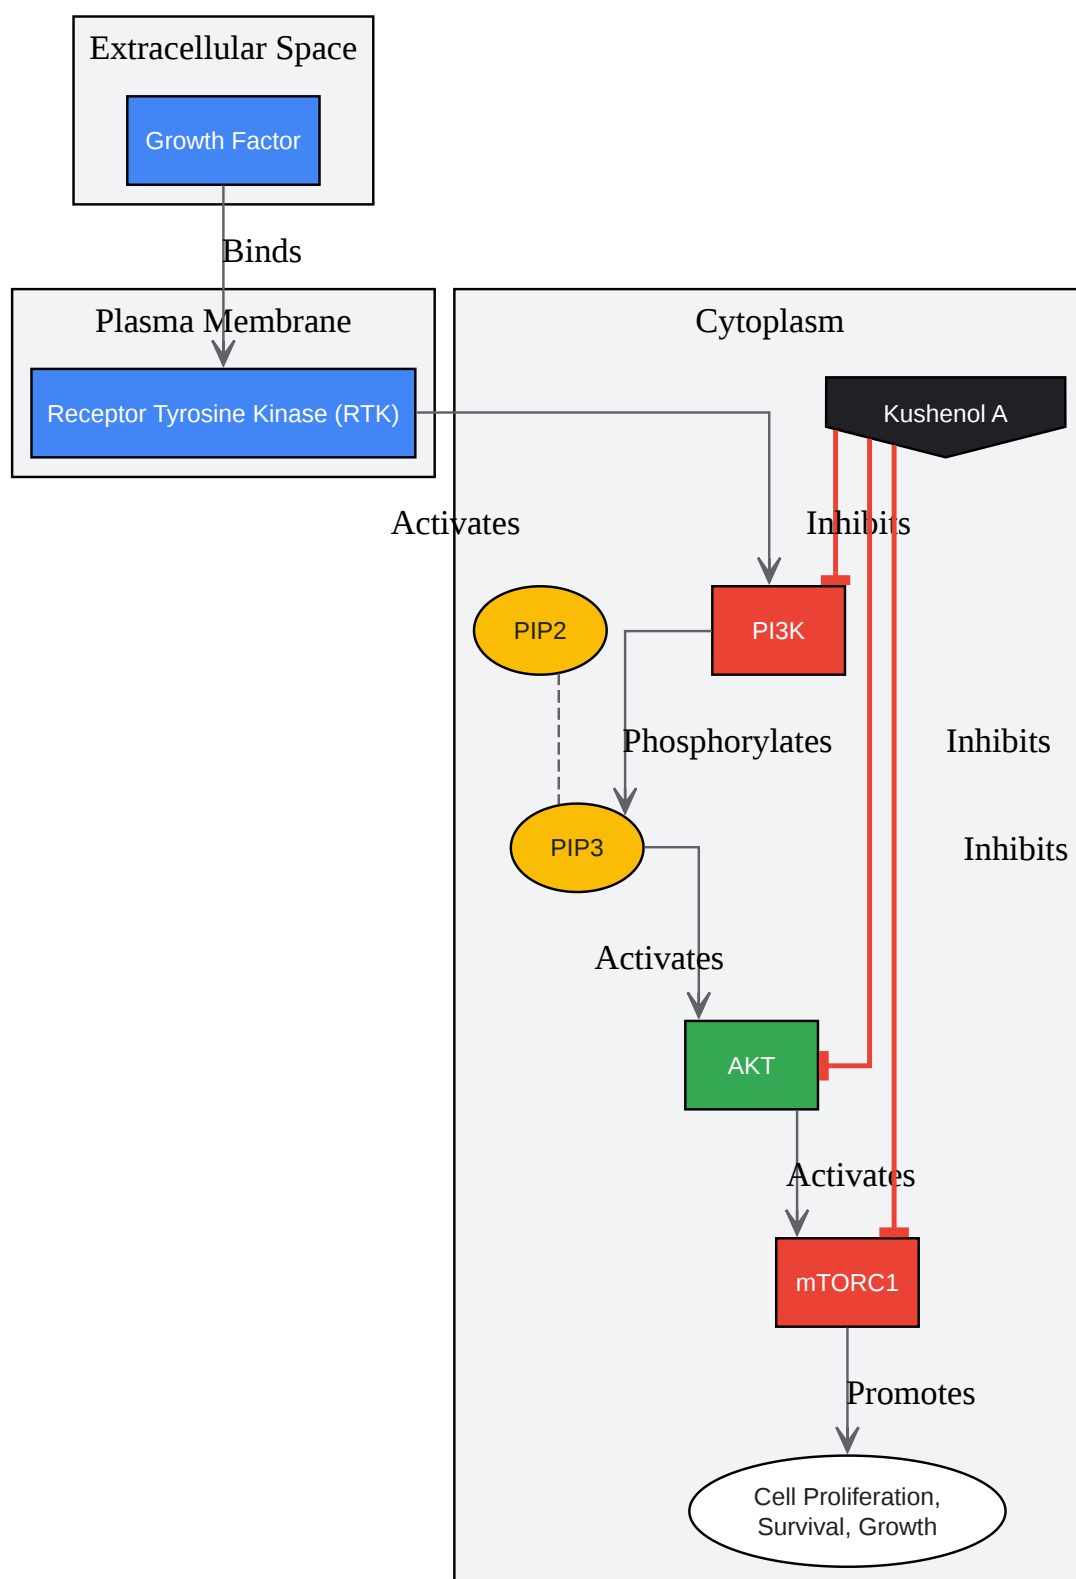 Extracellular Space
Growth Factor
Binds
Plasma Membrane
Cytoplasm
Receptor Tyrosine Kinase (RTK)
Kushenol A
Activates
Inhibits
PIP2
PI3K
Phosphorylates
Inhibits
PIP3
Inhibits
Activates
AKT
Activates
mTORC1
Promotes
Cell Proliferation,
Survival, Growth